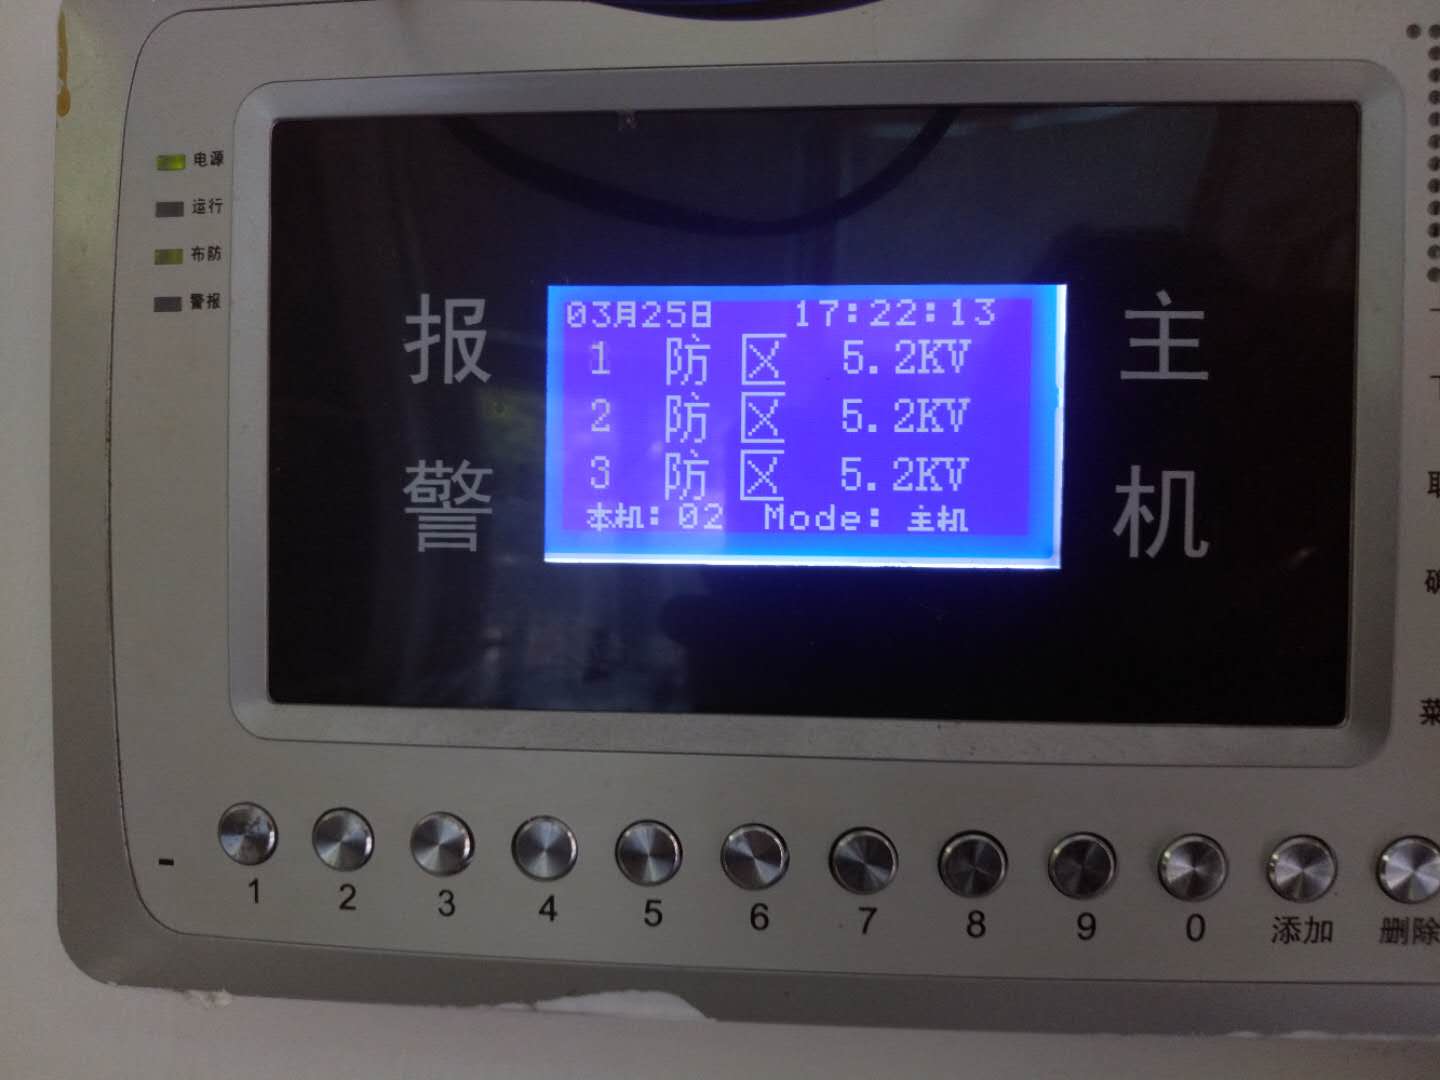 电源
运行
布防
警报
报警
主机
03月25日 17:22:13
1 防区 5.2KV
2 防区 5.2KV
3 防区 5.2KV
本机：02 Mode：主机
1 2 3 4 5 6 7 8 9 0 添加 删除